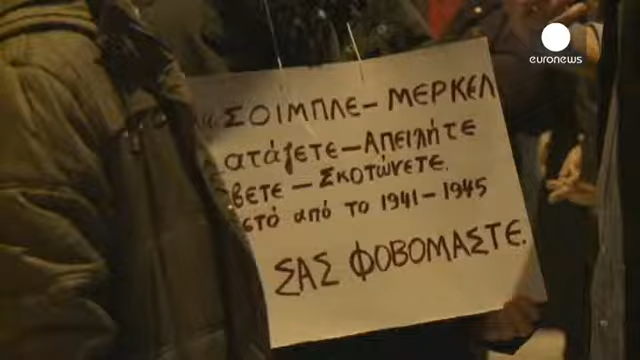 euronews
ΣΟΙΜΠΛΕ – ΜΕΡΚΕΛ
ατάζετε – Απειλήτε
βετε – Σκοτώνετε.
στό από το 1941 – 1945
ΣΑΣ ΦΟΒΟΜΑΣΤΕ.